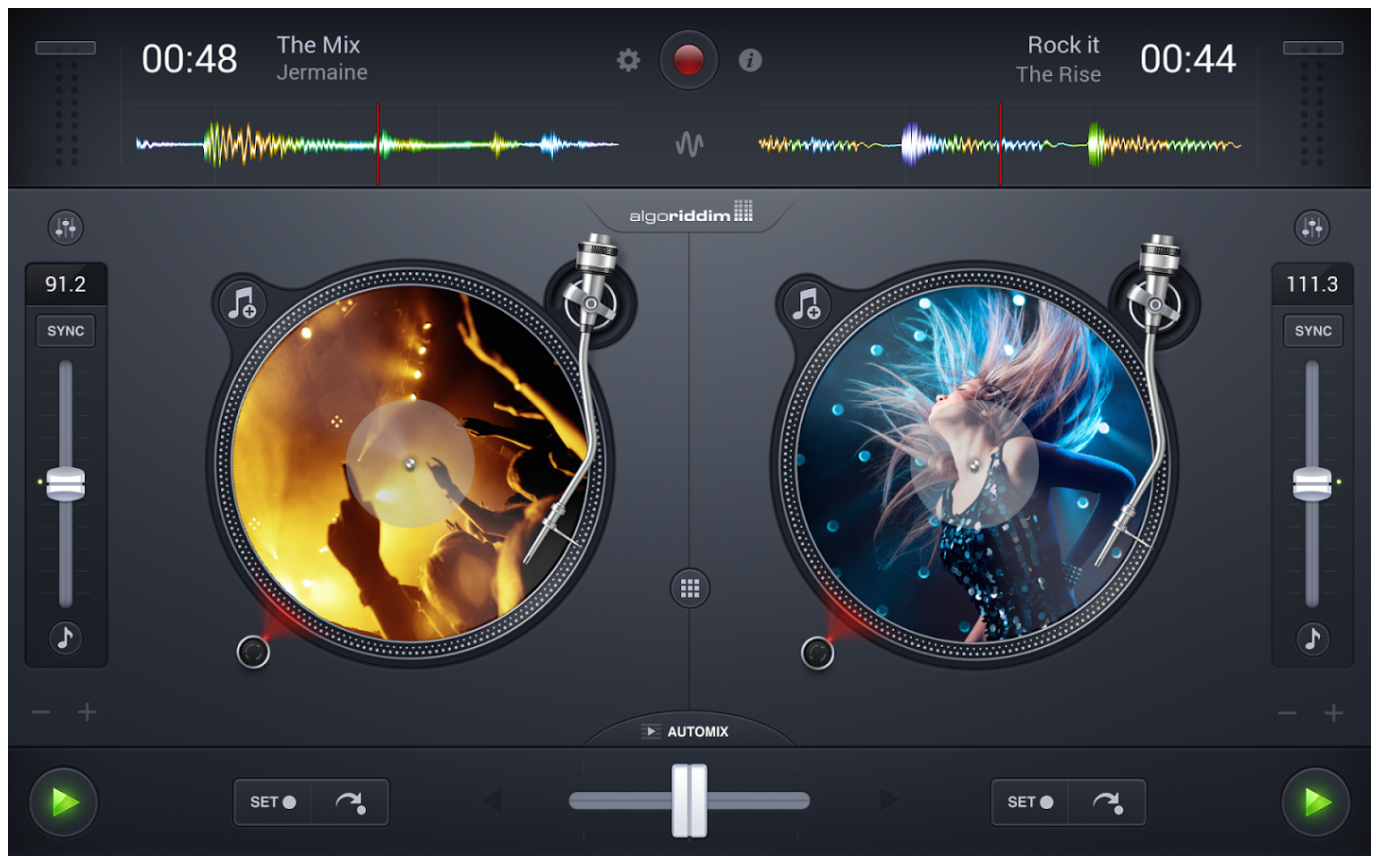 00:48
The Mix
Jermaine
Rock it
The Rise
00:44
algoriddim
91.2
SYNC
111.3
SYNC
AUTOMIX
SET
SET